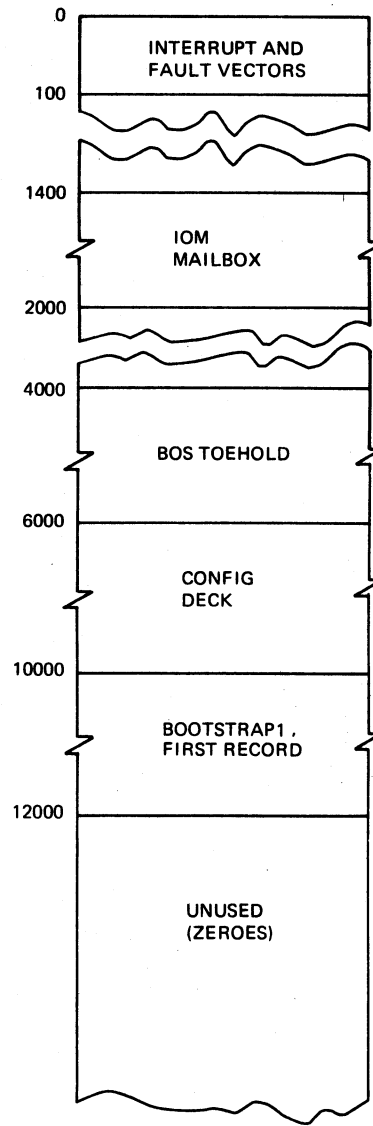 0
INTERRUPT AND
FAULT VECTORS
100
1400
IOM
MAILBOX
2000
4000
BOS TOEHOLD
6000
CONFIG
DECK
10000
BOOTSTRAP1,
FIRST RECORD
12000
UNUSED
(ZEROES)